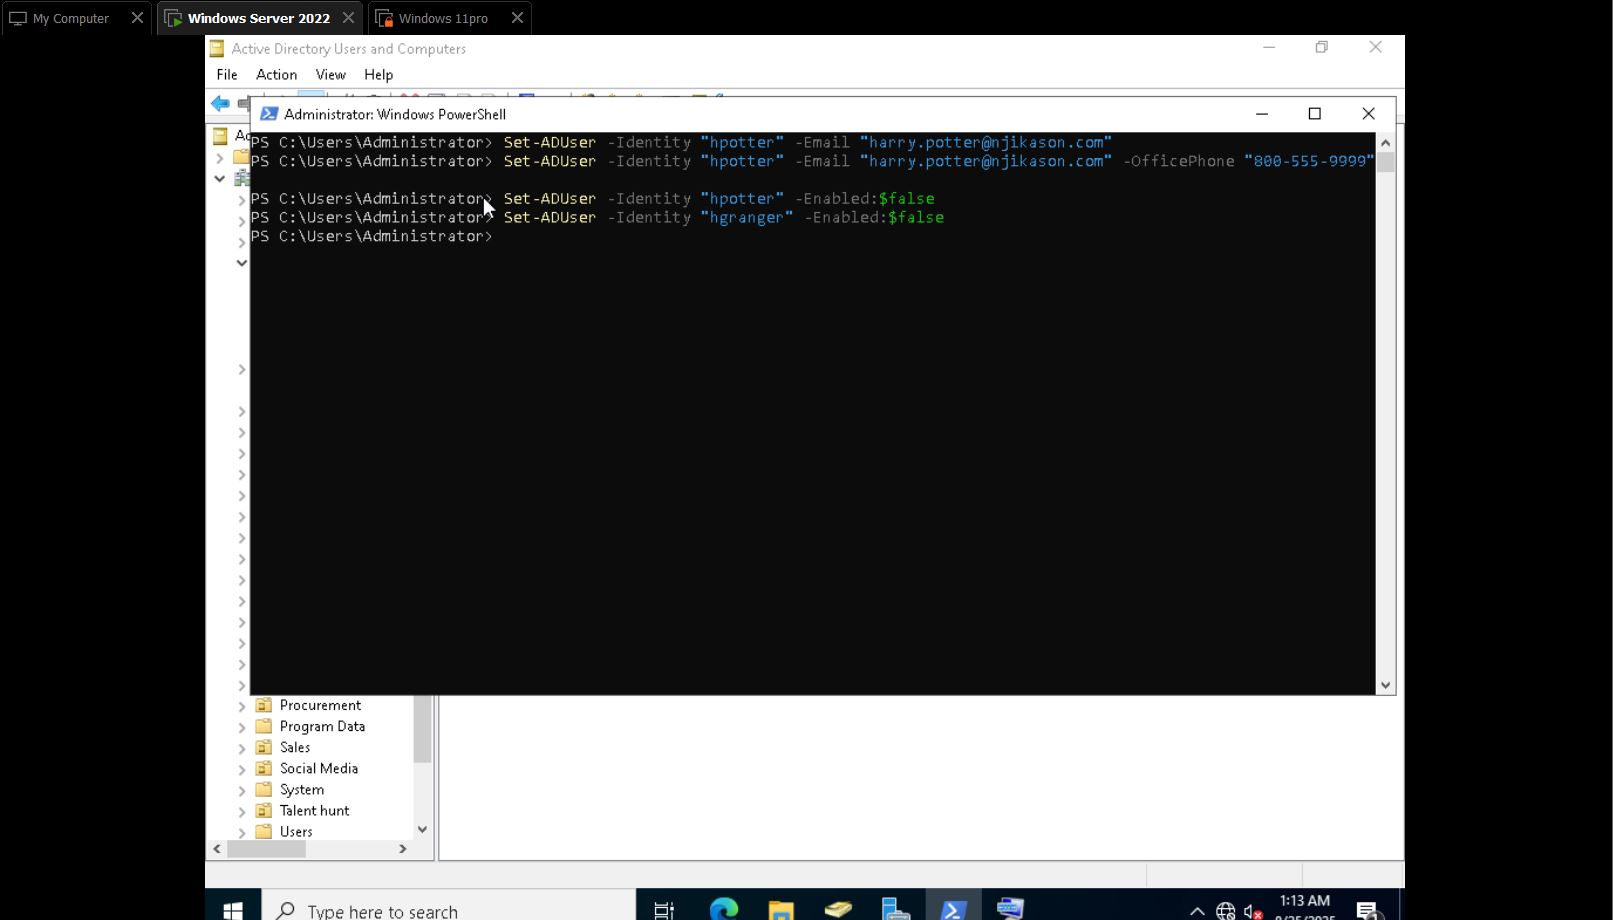 My Computer
Windows Server 2022
Windows 11pro
Active Directory Users and Computers
File Action View Help
Administrator: Windows PowerShell
PS C:\Users\Administrator> Set-ADUser -Identity "hpotter" -Email "harry.potter@njikason.com"
PS C:\Users\Administrator> Set-ADUser -Identity "hpotter" -Email "harry.potter@njikason.com" -OfficePhone "800-555-9999"
PS C:\Users\Administrator> Set-ADUser -Identity "hpotter" -Enabled:$false
PS C:\Users\Administrator> Set-ADUser -Identity "hgranger" -Enabled:$false
PS C:\Users\Administrator>
Procurement
Program Data
Sales
Social Media
System
Talent hunt
Users
Type here to search
1:13 AM